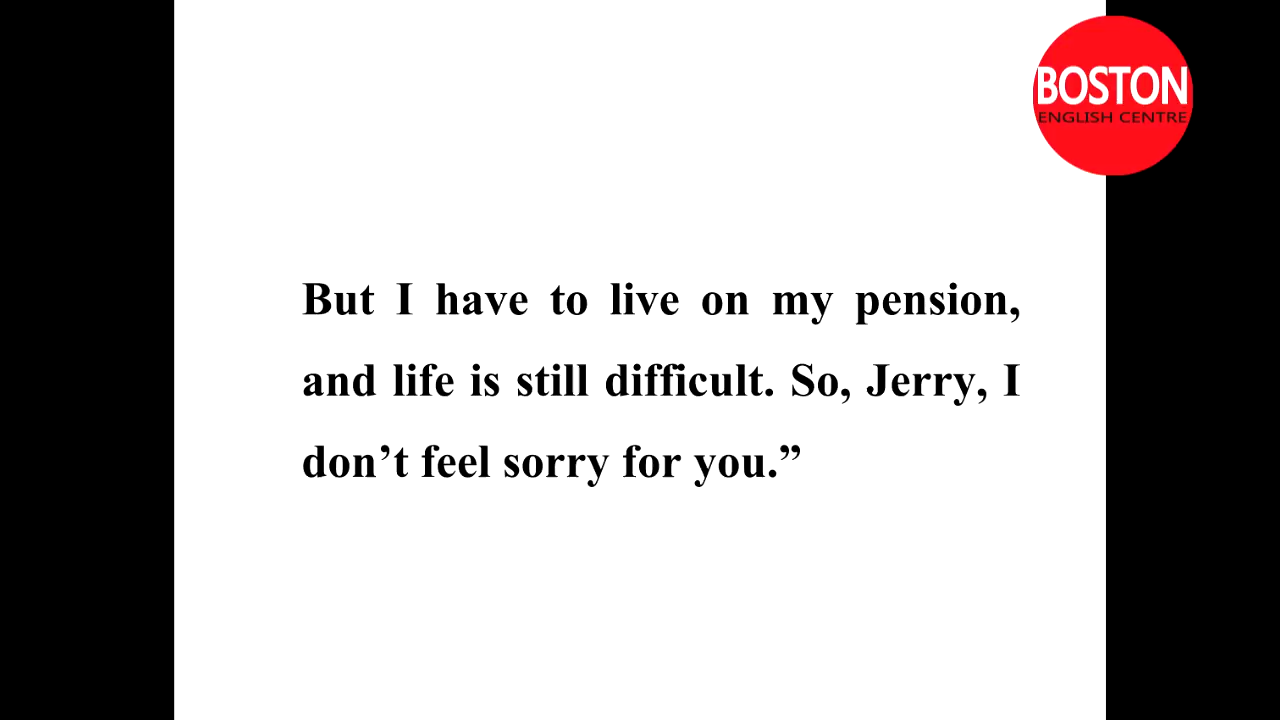 BOSTON
ENGLISH CENTRE
But I have to live on my pension,
and life is still difficult. So, Jerry, I
don’t feel sorry for you.”